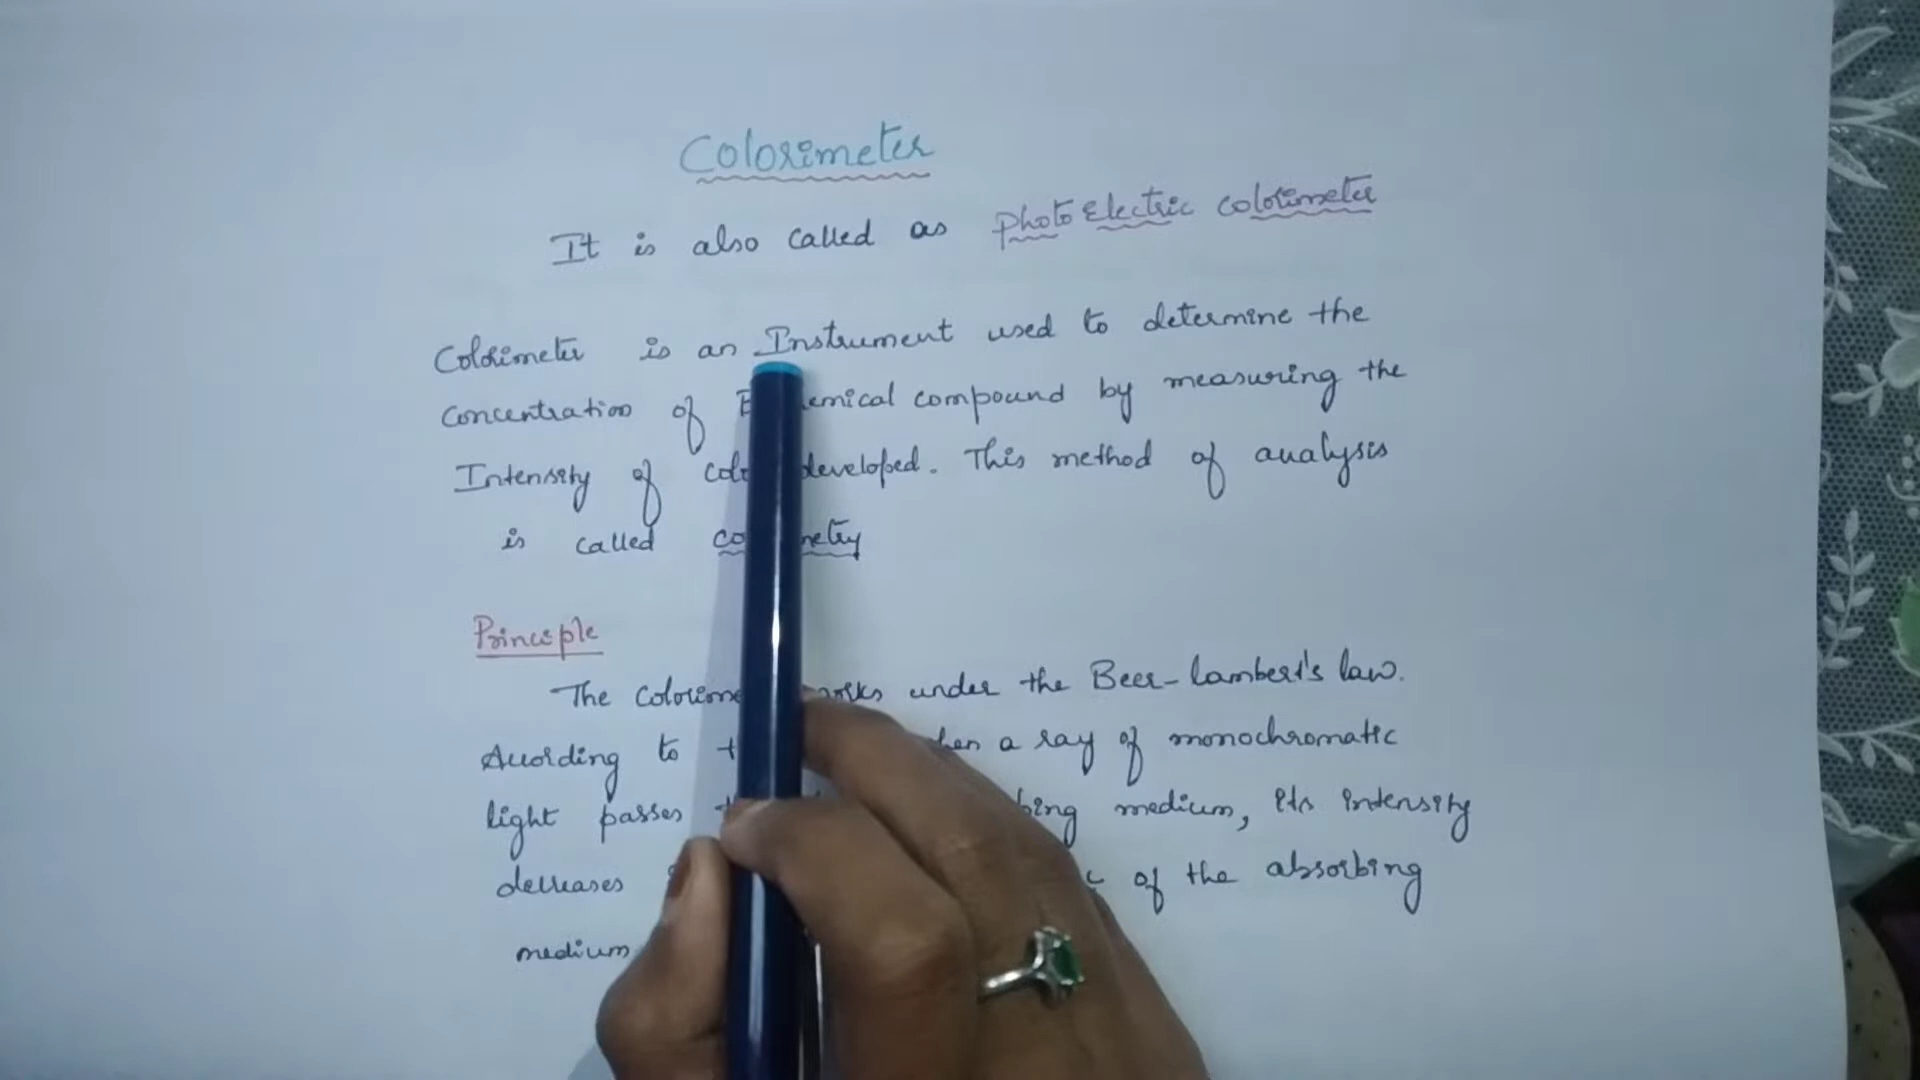 Colorimeter
It is also called as photo Electric colorimeter
Colorimeter is an Instrument used to determine the
concentration of compound by measuring the
Intensity of developed. This method of analysis
is called
Principle
The under the Beer-lambert's law.
According to a ray of monochromatic
light passes medium, its intensity
decreases of the absorbing
medium